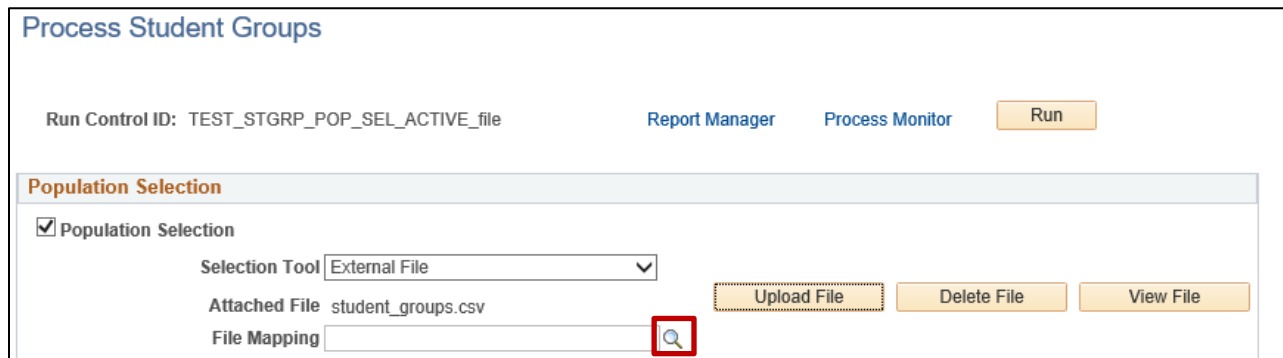 Process Student Groups
Run Control ID: TEST_STGRP_POP_SEL_ACTIVE_file Report Manager Process Monitor Run
Population Selection
Population Selection
Selection Tool External File
Attached File student_groups.csv Upload File Delete File View File
File Mapping